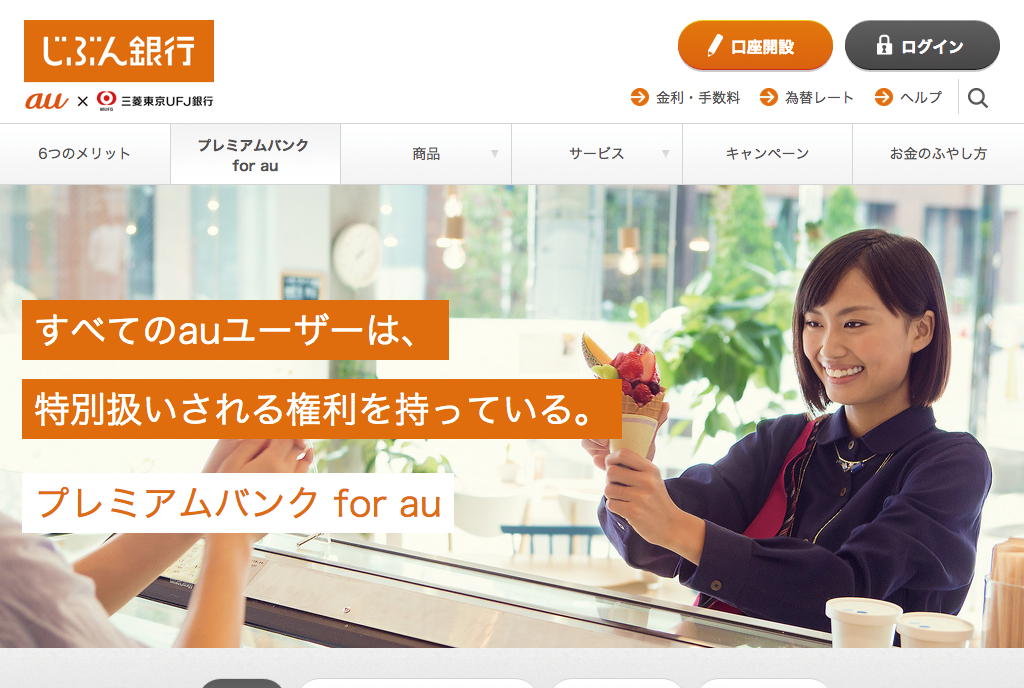 じぶん銀行
au × MUFG 三菱東京UFJ銀行
口座開設
ログイン
金利・手数料
為替レート
ヘルプ
6つのメリット
プレミアムバンク
for au
商品
サービス
キャンペーン
お金のふやし方
すべてのauユーザーは、
特別扱いされる権利を持っている。
プレミアムバンク for au